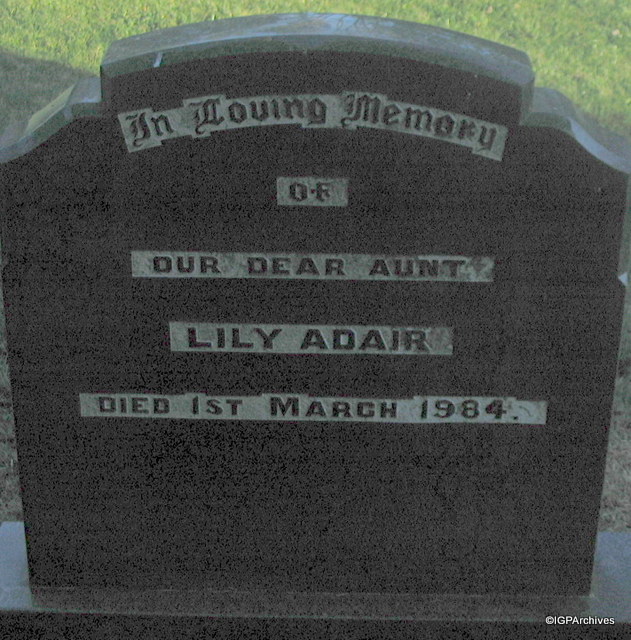 In Loving Memory
OF
OUR DEAR AUNT
LILY ADAIR
DIED 1ST MARCH 1984.
©IGPArchives